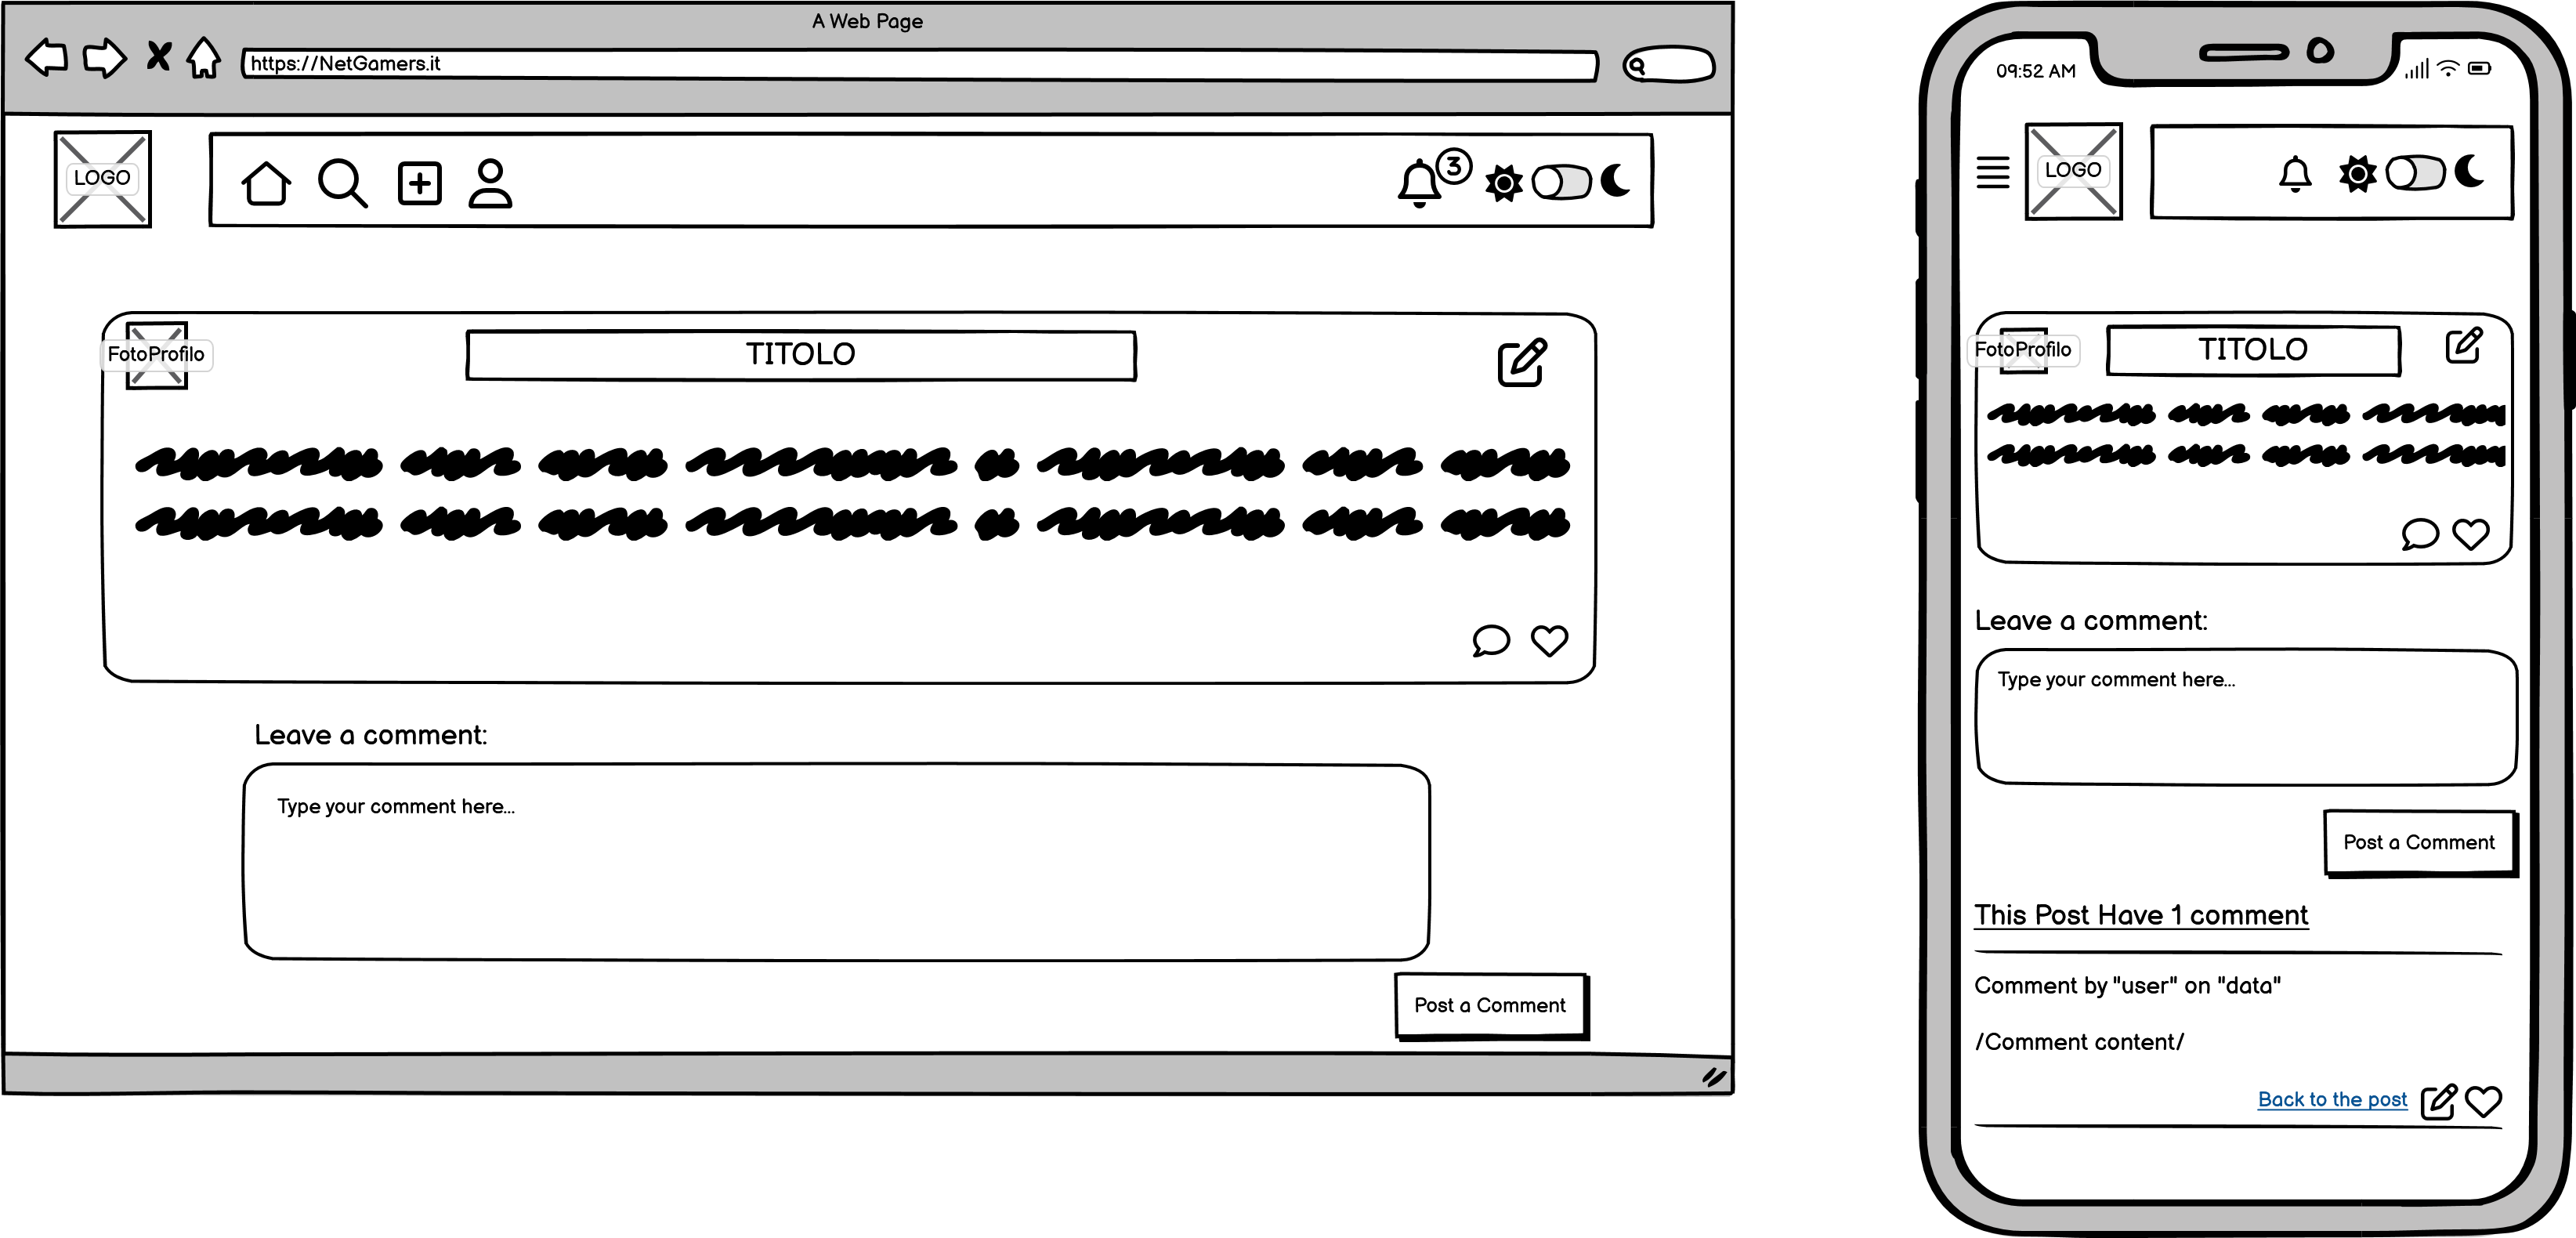 A Web Page
https://NetGamers.it
LOGO
3
FotoProfilo
TITOLO
Leave a comment:
Type your comment here...
Post a Comment
09:52 AM
LOGO
FotoProfilo
TITOLO
Leave a comment:
Type your comment here...
Post a Comment
This Post Have 1 comment
Comment by "user" on "data"
/Comment content/
Back to the post